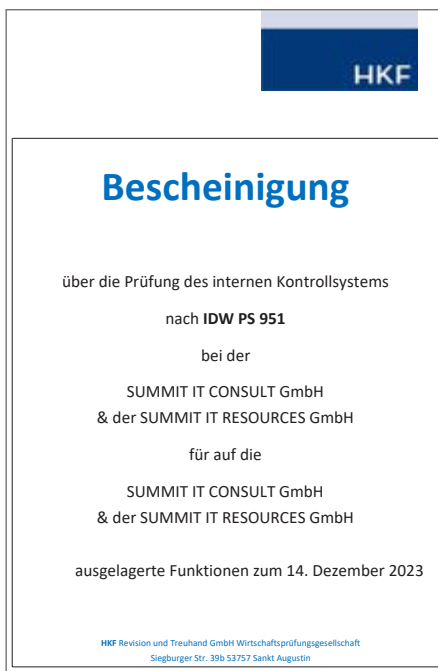 HKF
Bescheinigung
über die Prüfung des internen Kontrollsystems
nach IDW PS 951
bei der
SUMMIT IT CONSULT GmbH
& der SUMMIT IT RESOURCES GmbH
für auf die
SUMMIT IT CONSULT GmbH
& der SUMMIT IT RESOURCES GmbH
ausgelagerte Funktionen zum 14. Dezember 2023
HKF Revision und Treuhand GmbH Wirtschaftsprüfungsgesellschaft
Siegburger Str. 39b 53757 Sankt Augustin